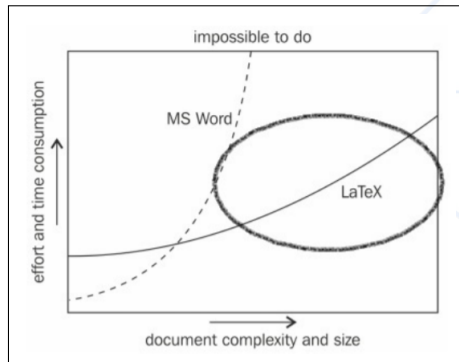 impossible to do
MS Word
LaTeX
effort and time consumption
document complexity and size